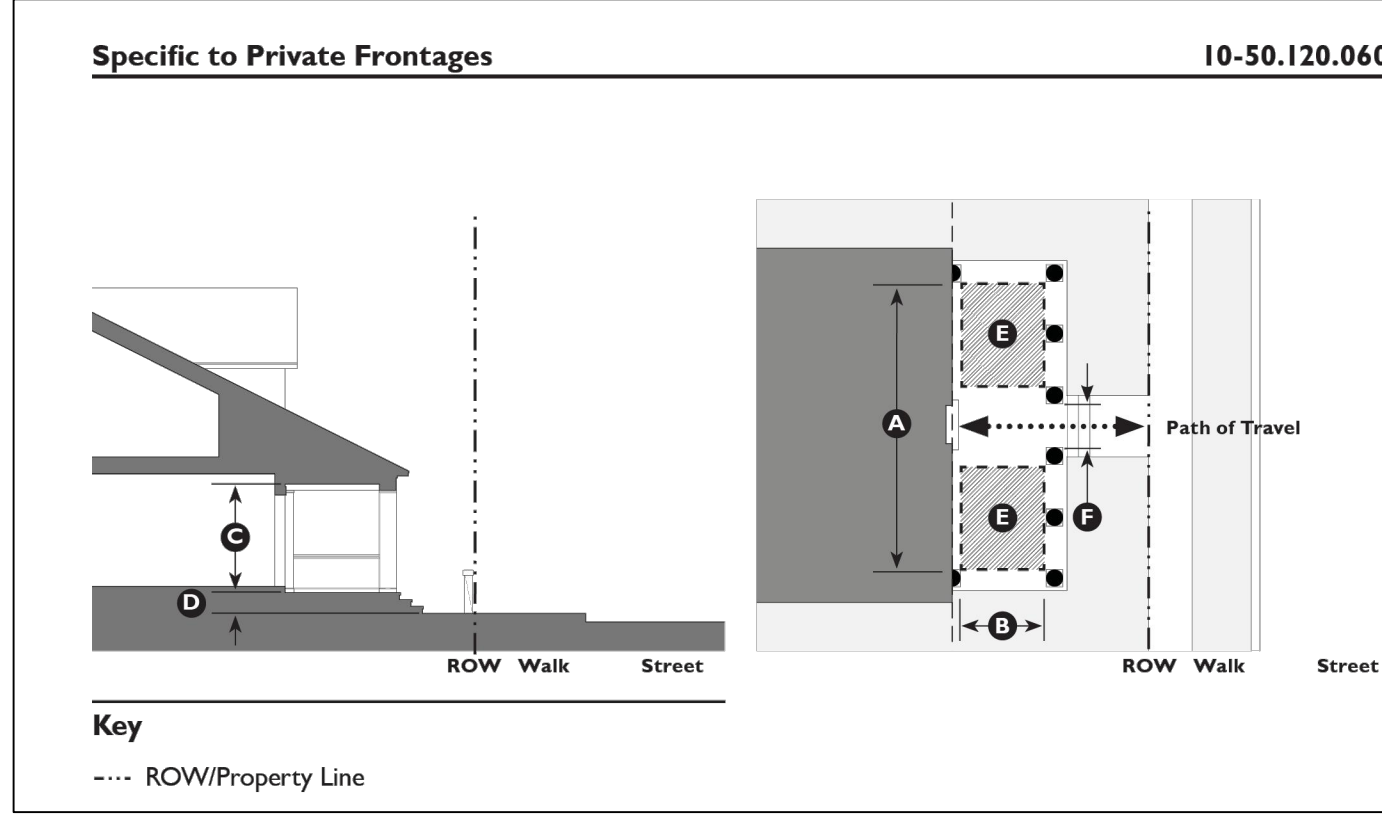 Specific to Private Frontages 10-50.120.060
C
D
ROW Walk Street
A
E
E
B
F
Path of Travel
ROW Walk Street
Key
ROW/Property Line